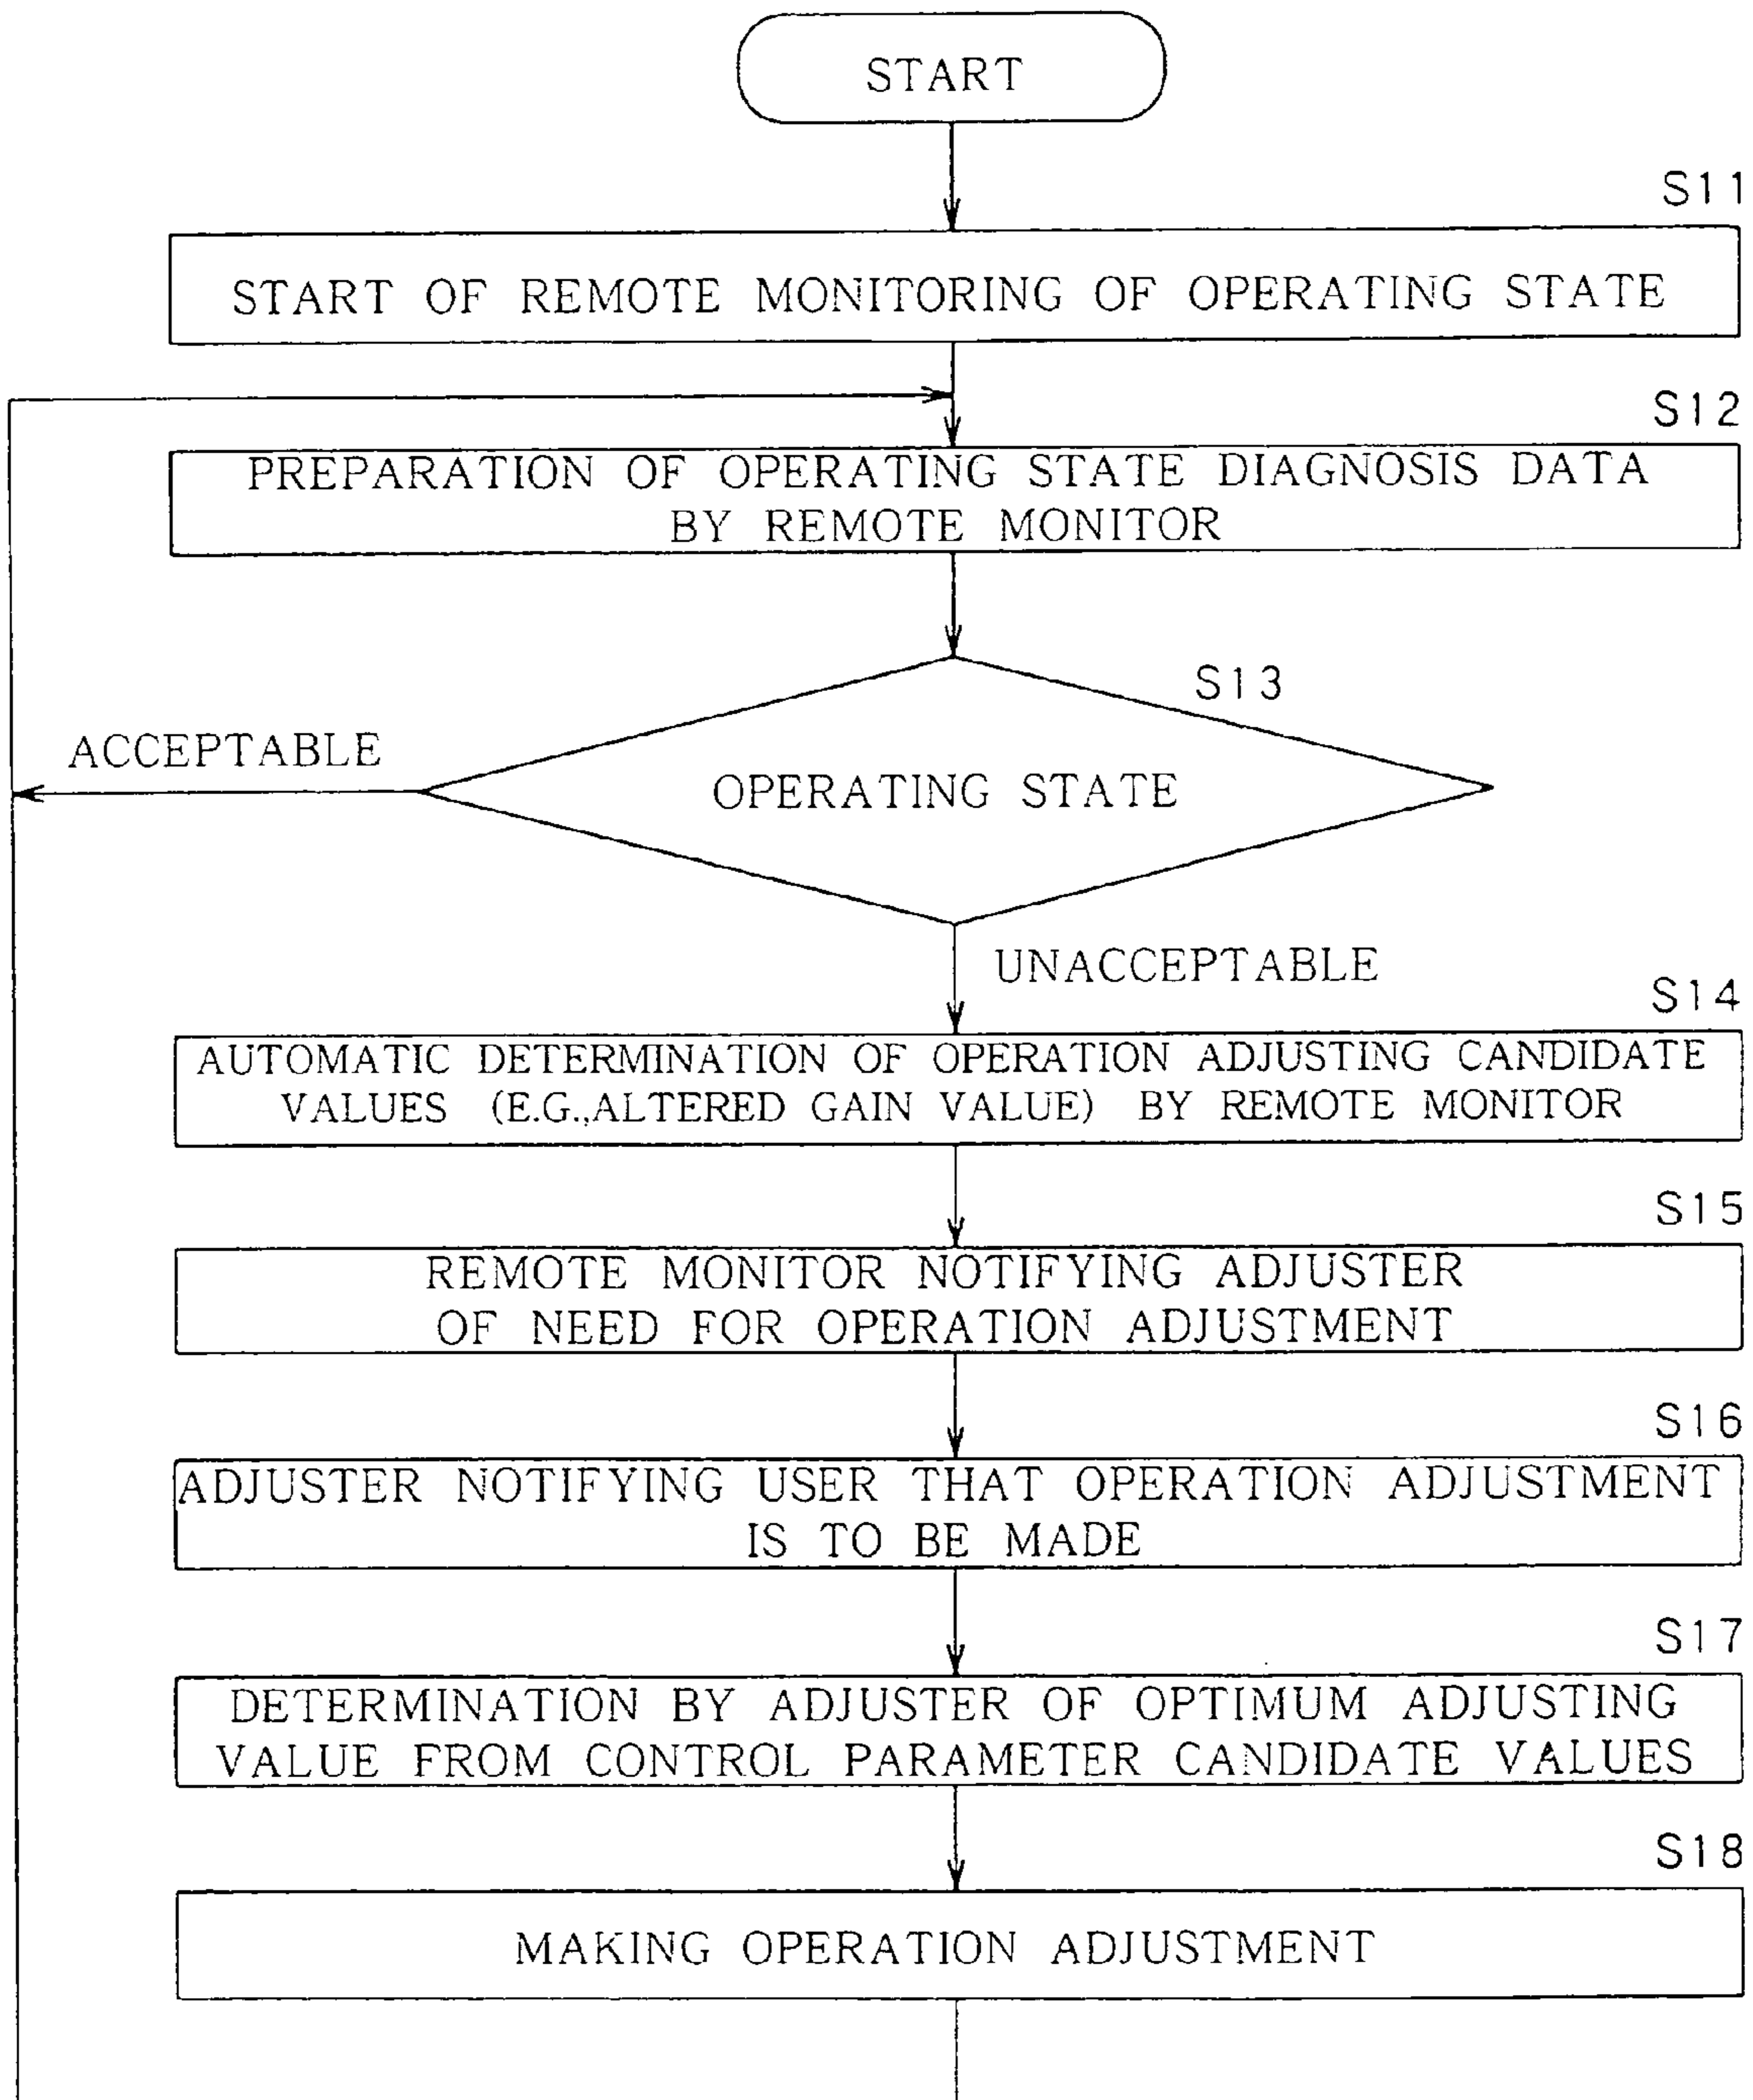 START
S11
START OF REMOTE MONITORING OF OPERATING STATE
S12
PREPARATION OF OPERATING STATE DIAGNOSIS DATA
BY REMOTE MONITOR
S13
ACCEPTABLE
OPERATING STATE
UNACCEPTABLE
S14
AUTOMATIC DETERMINATION OF OPERATION ADJUSTING CANDIDATE
VALUES (E.G.,ALTERED GAIN VALUE) BY REMOTE MONITOR
S15
REMOTE MONITOR NOTIFYING ADJUSTER
OF NEED FOR OPERATION ADJUSTMENT
S16
ADJUSTER NOTIFYING USER THAT OPERATION ADJUSTMENT
IS TO BE MADE
S17
DETERMINATION BY ADJUSTER OF OPTIMUM ADJUSTING
VALUE FROM CONTROL PARAMETER CANDIDATE VALUES
S18
MAKING OPERATION ADJUSTMENT